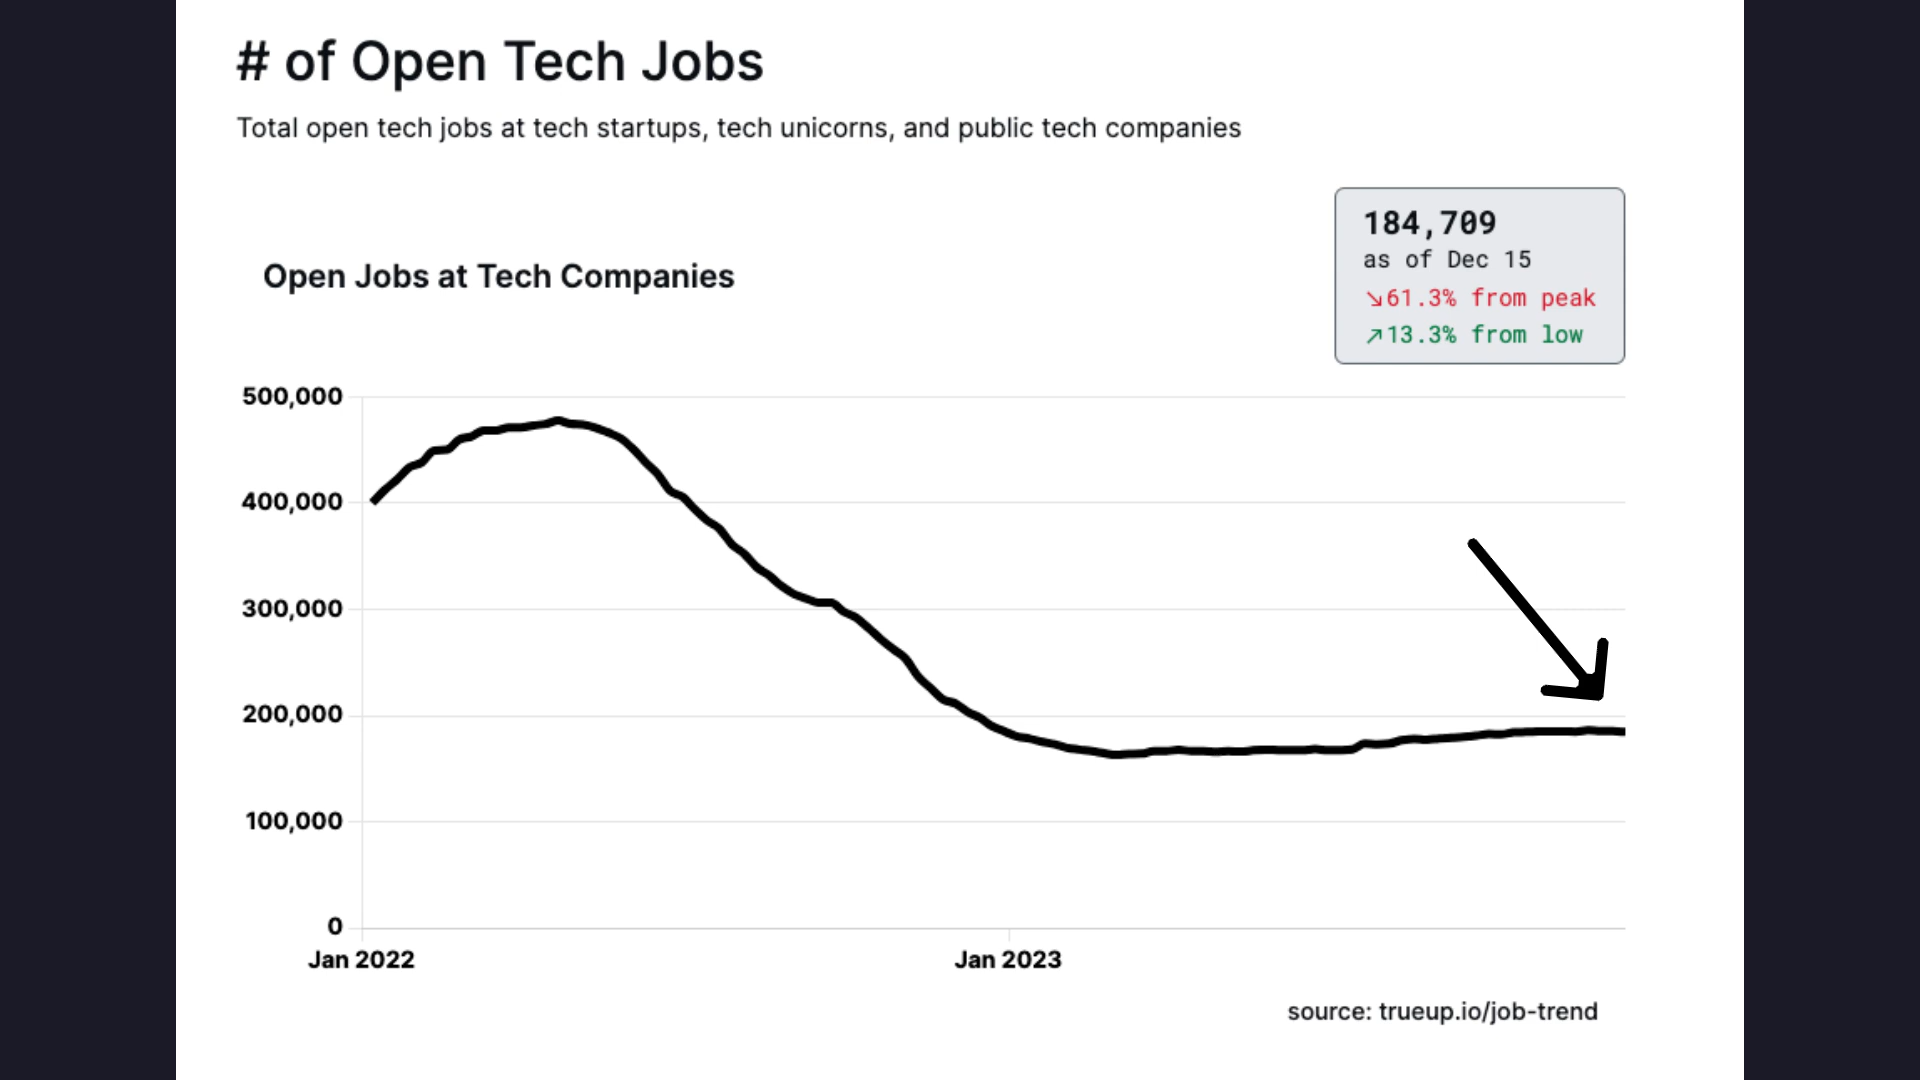 # of Open Tech Jobs
Total open tech jobs at tech startups, tech unicorns, and public tech companies
184,709
as of Dec 15
↘61.3% from peak
↗13.3% from low
Open Jobs at Tech Companies
500,000
400,000
300,000
200,000
100,000
0
Jan 2022
Jan 2023
source: trueup.io/job-trend